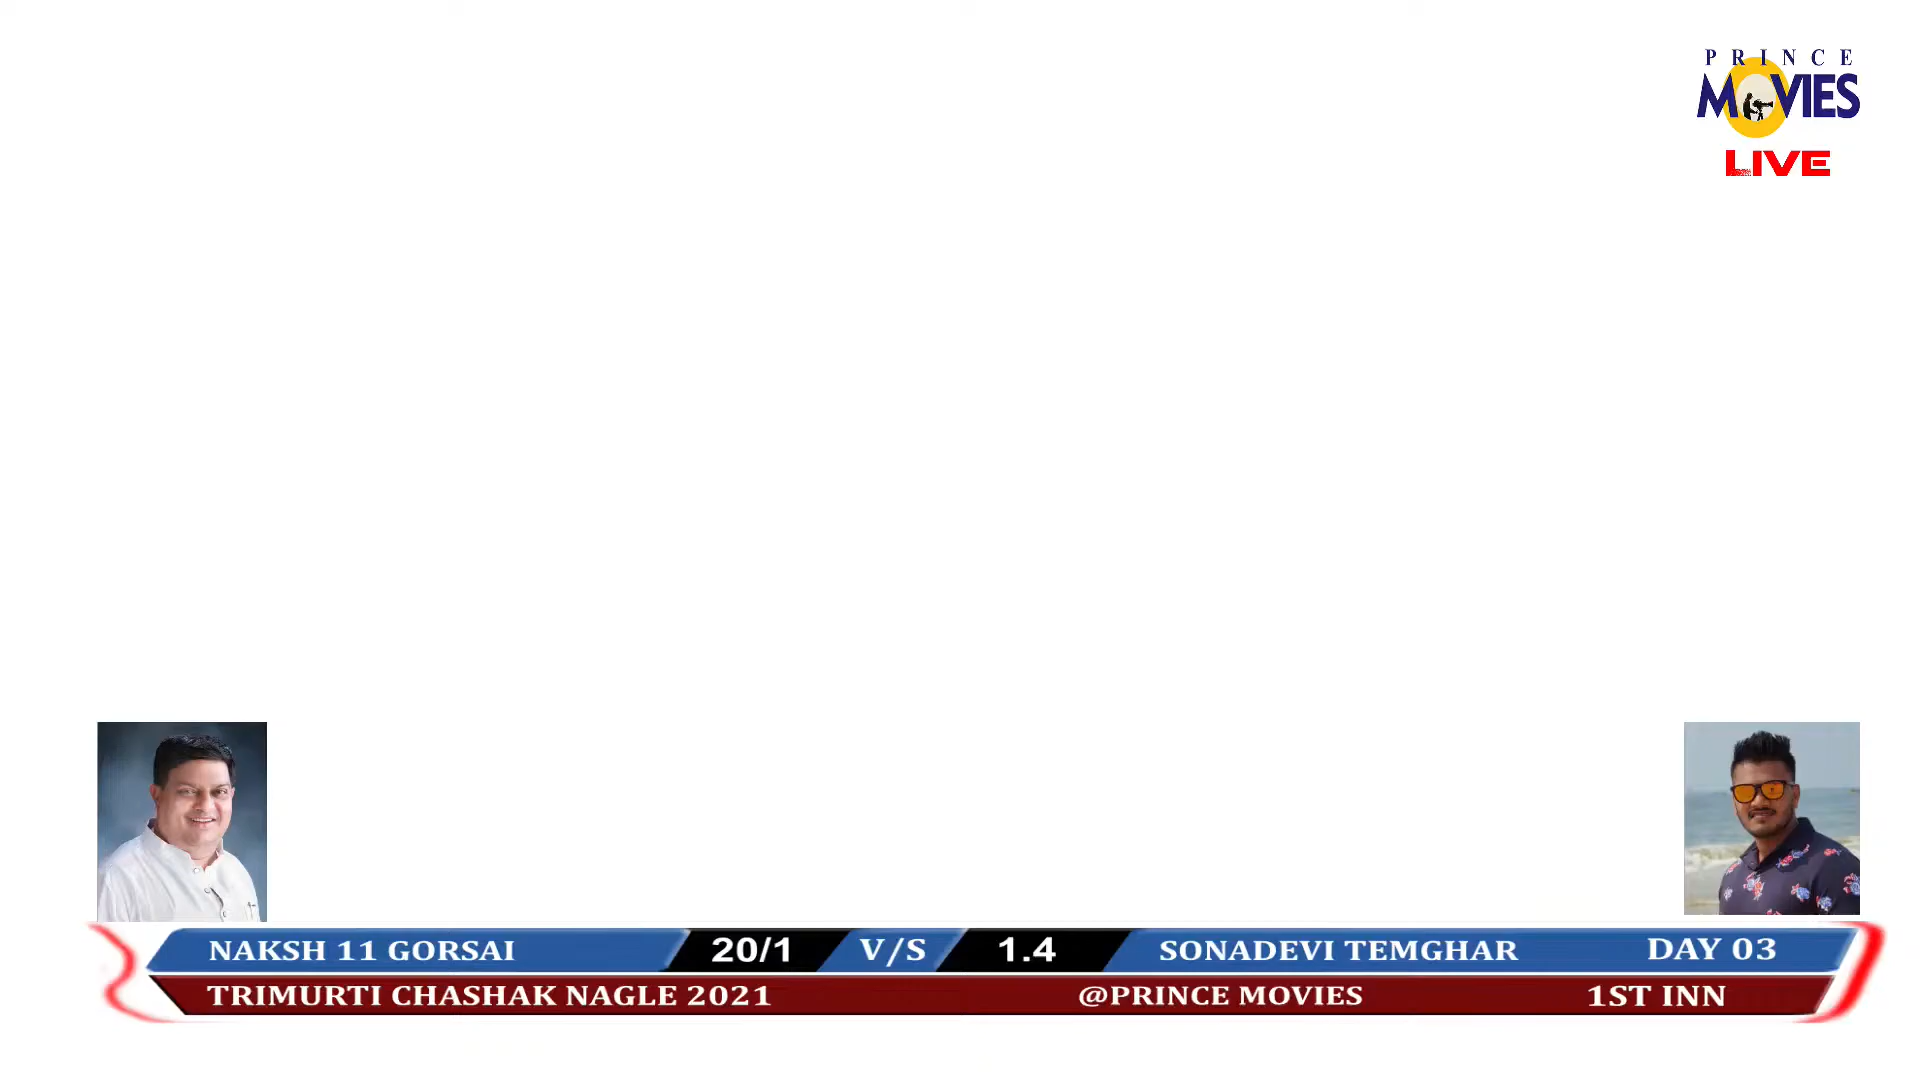 PRINCE
MOVIES
LIVE
NAKSH 11 GORSAI 20/1 V/S 1.4 SONADEVI TEMGHAR DAY 03
TRIMURTI CHASHAK NAGLE 2021 @PRINCE MOVIES 1ST INN